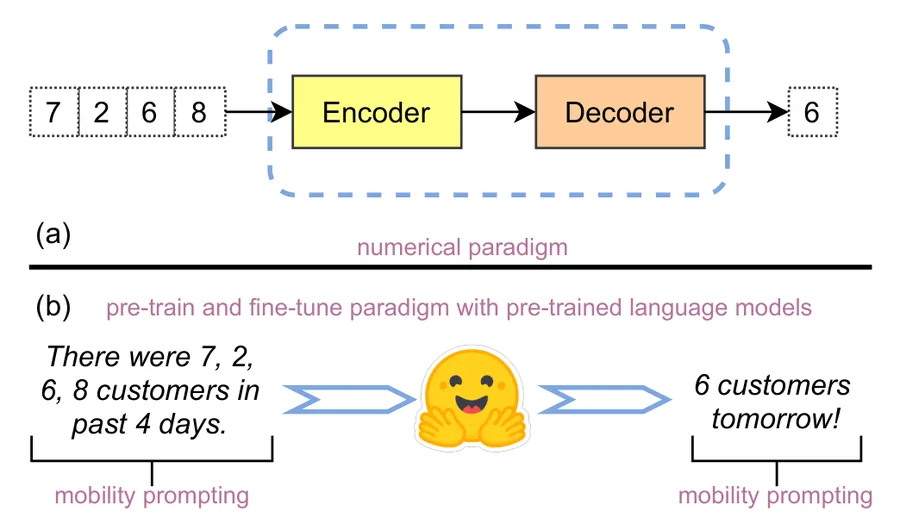 7 2 6 8
Encoder
Decoder
6
(a)
numerical paradigm
(b)
pre-train and fine-tune paradigm with pre-trained language models
There were 7, 2,
6, 8 customers in
past 4 days.
6 customers
tomorrow!
mobility prompting
mobility prompting